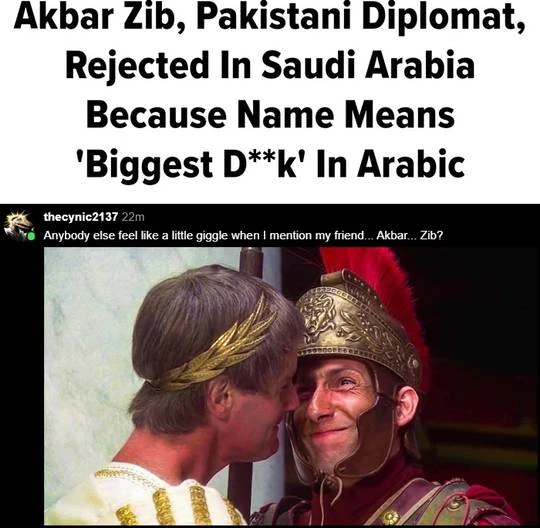 Akbar Zib, Pakistani Diplomat,
Rejected In Saudi Arabia
Because Name Means
'Biggest D**k' In Arabic
thecynic2137 22m
Anybody else feel like a little giggle when I mention my friend... Akbar... Zib?